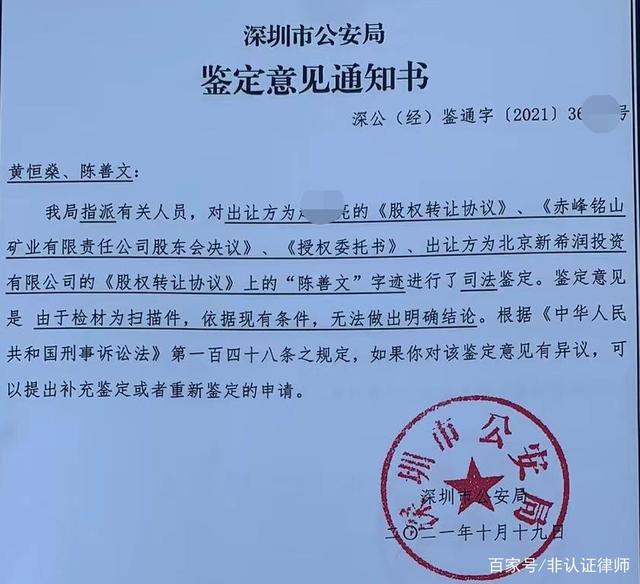 深圳市公安局
鉴定意见通知书
深公（经）鉴通字〔2021〕36 号
黄恒燊、陈善文：
我局指派有关人员，对出让方为 亮的《股权转让协议》、《赤峰铭山
矿业有限责任公司股东会决议》、《授权委托书》、出让方为北京新希润投资
有限公司的《股权转让协议》上的“陈善文”字迹进行了司法鉴定。鉴定意见
是 由于检材为扫描件，依据现有条件，无法做出明确结论。根据《中华人民
共和国刑事诉讼法》第一百四十八条之规定，如果你对该鉴定意见有异议，可
以提出补充鉴定或者重新鉴定的申请。
深圳市公安局
深圳市公安局
二〇二一年十月十九日
百家号/非认证律师